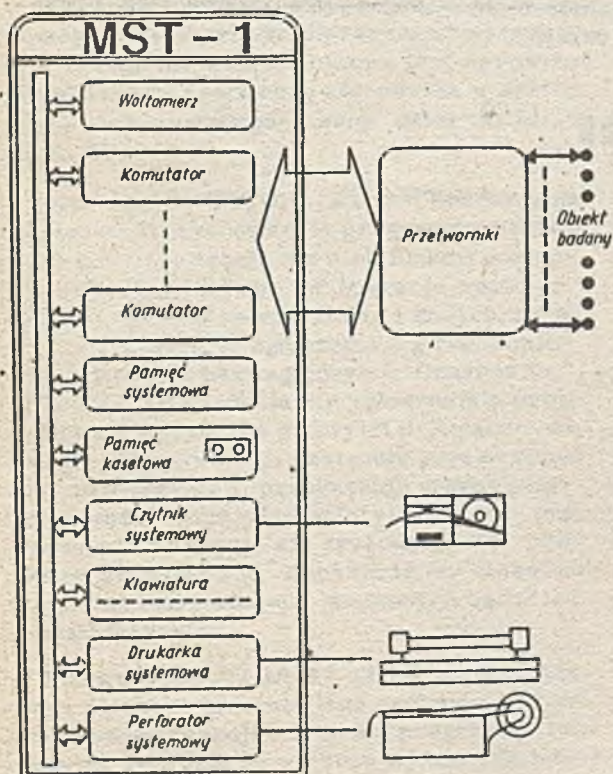 MST-1
Woltomierz
Komutator
Przetworniki
Obiekt
badany
Komutator
Pamięć
systemowa
Pamięć
kasetowa
Czytnik
systemowy
Klawiatura
Drukarka
systemowa
Perforator
systemowy